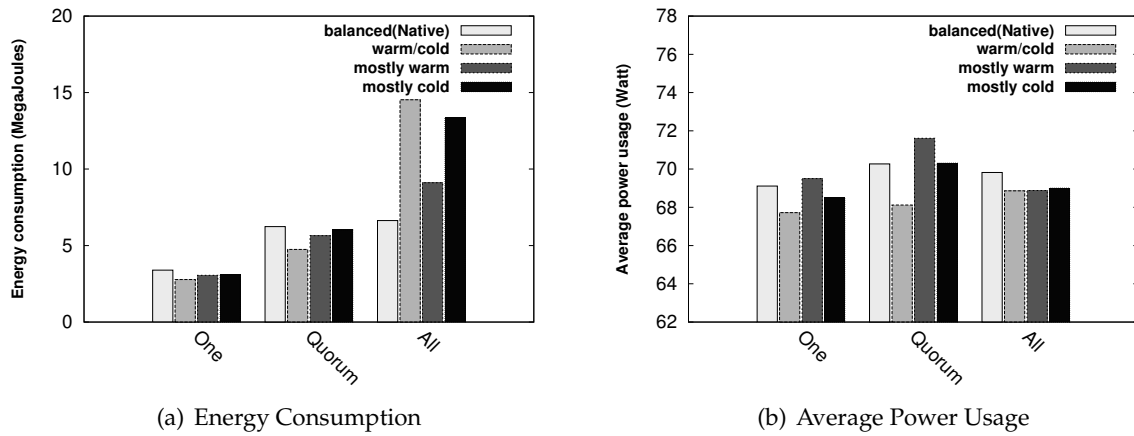 Energy consumption (MegaJoules)
20
15
10
5
0
balanced(Native)
warm/cold
mostly warm
mostly cold
One
Quorum
All
(a) Energy Consumption
Average power usage (Watt)
78
76
74
72
70
68
66
64
62
balanced(Native)
warm/cold
mostly warm
mostly cold
One
Quorum
All
(b) Average Power Usage